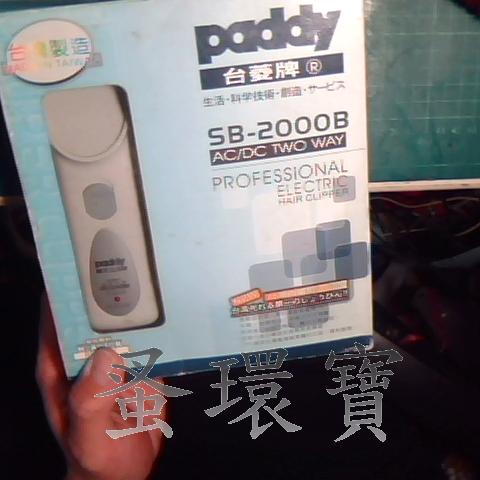 台灣製造
MADE IN TAIWAN
paddy
台菱牌®
生活・科学技術・創造・サービス
SB-2000B
AC/DC TWO WAY
PROFESSIONAL
ELECTRIC
HAIR CLIPPER
paddy
蚤環寶